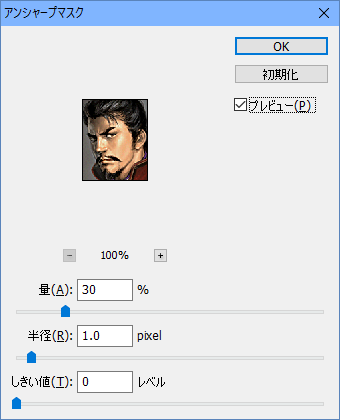 アンシャープマスク
OK
初期化
プレビュー(P)
100%
量(A): 30 %
半径(R): 1.0 pixel
しきい値(T): 0 レベル